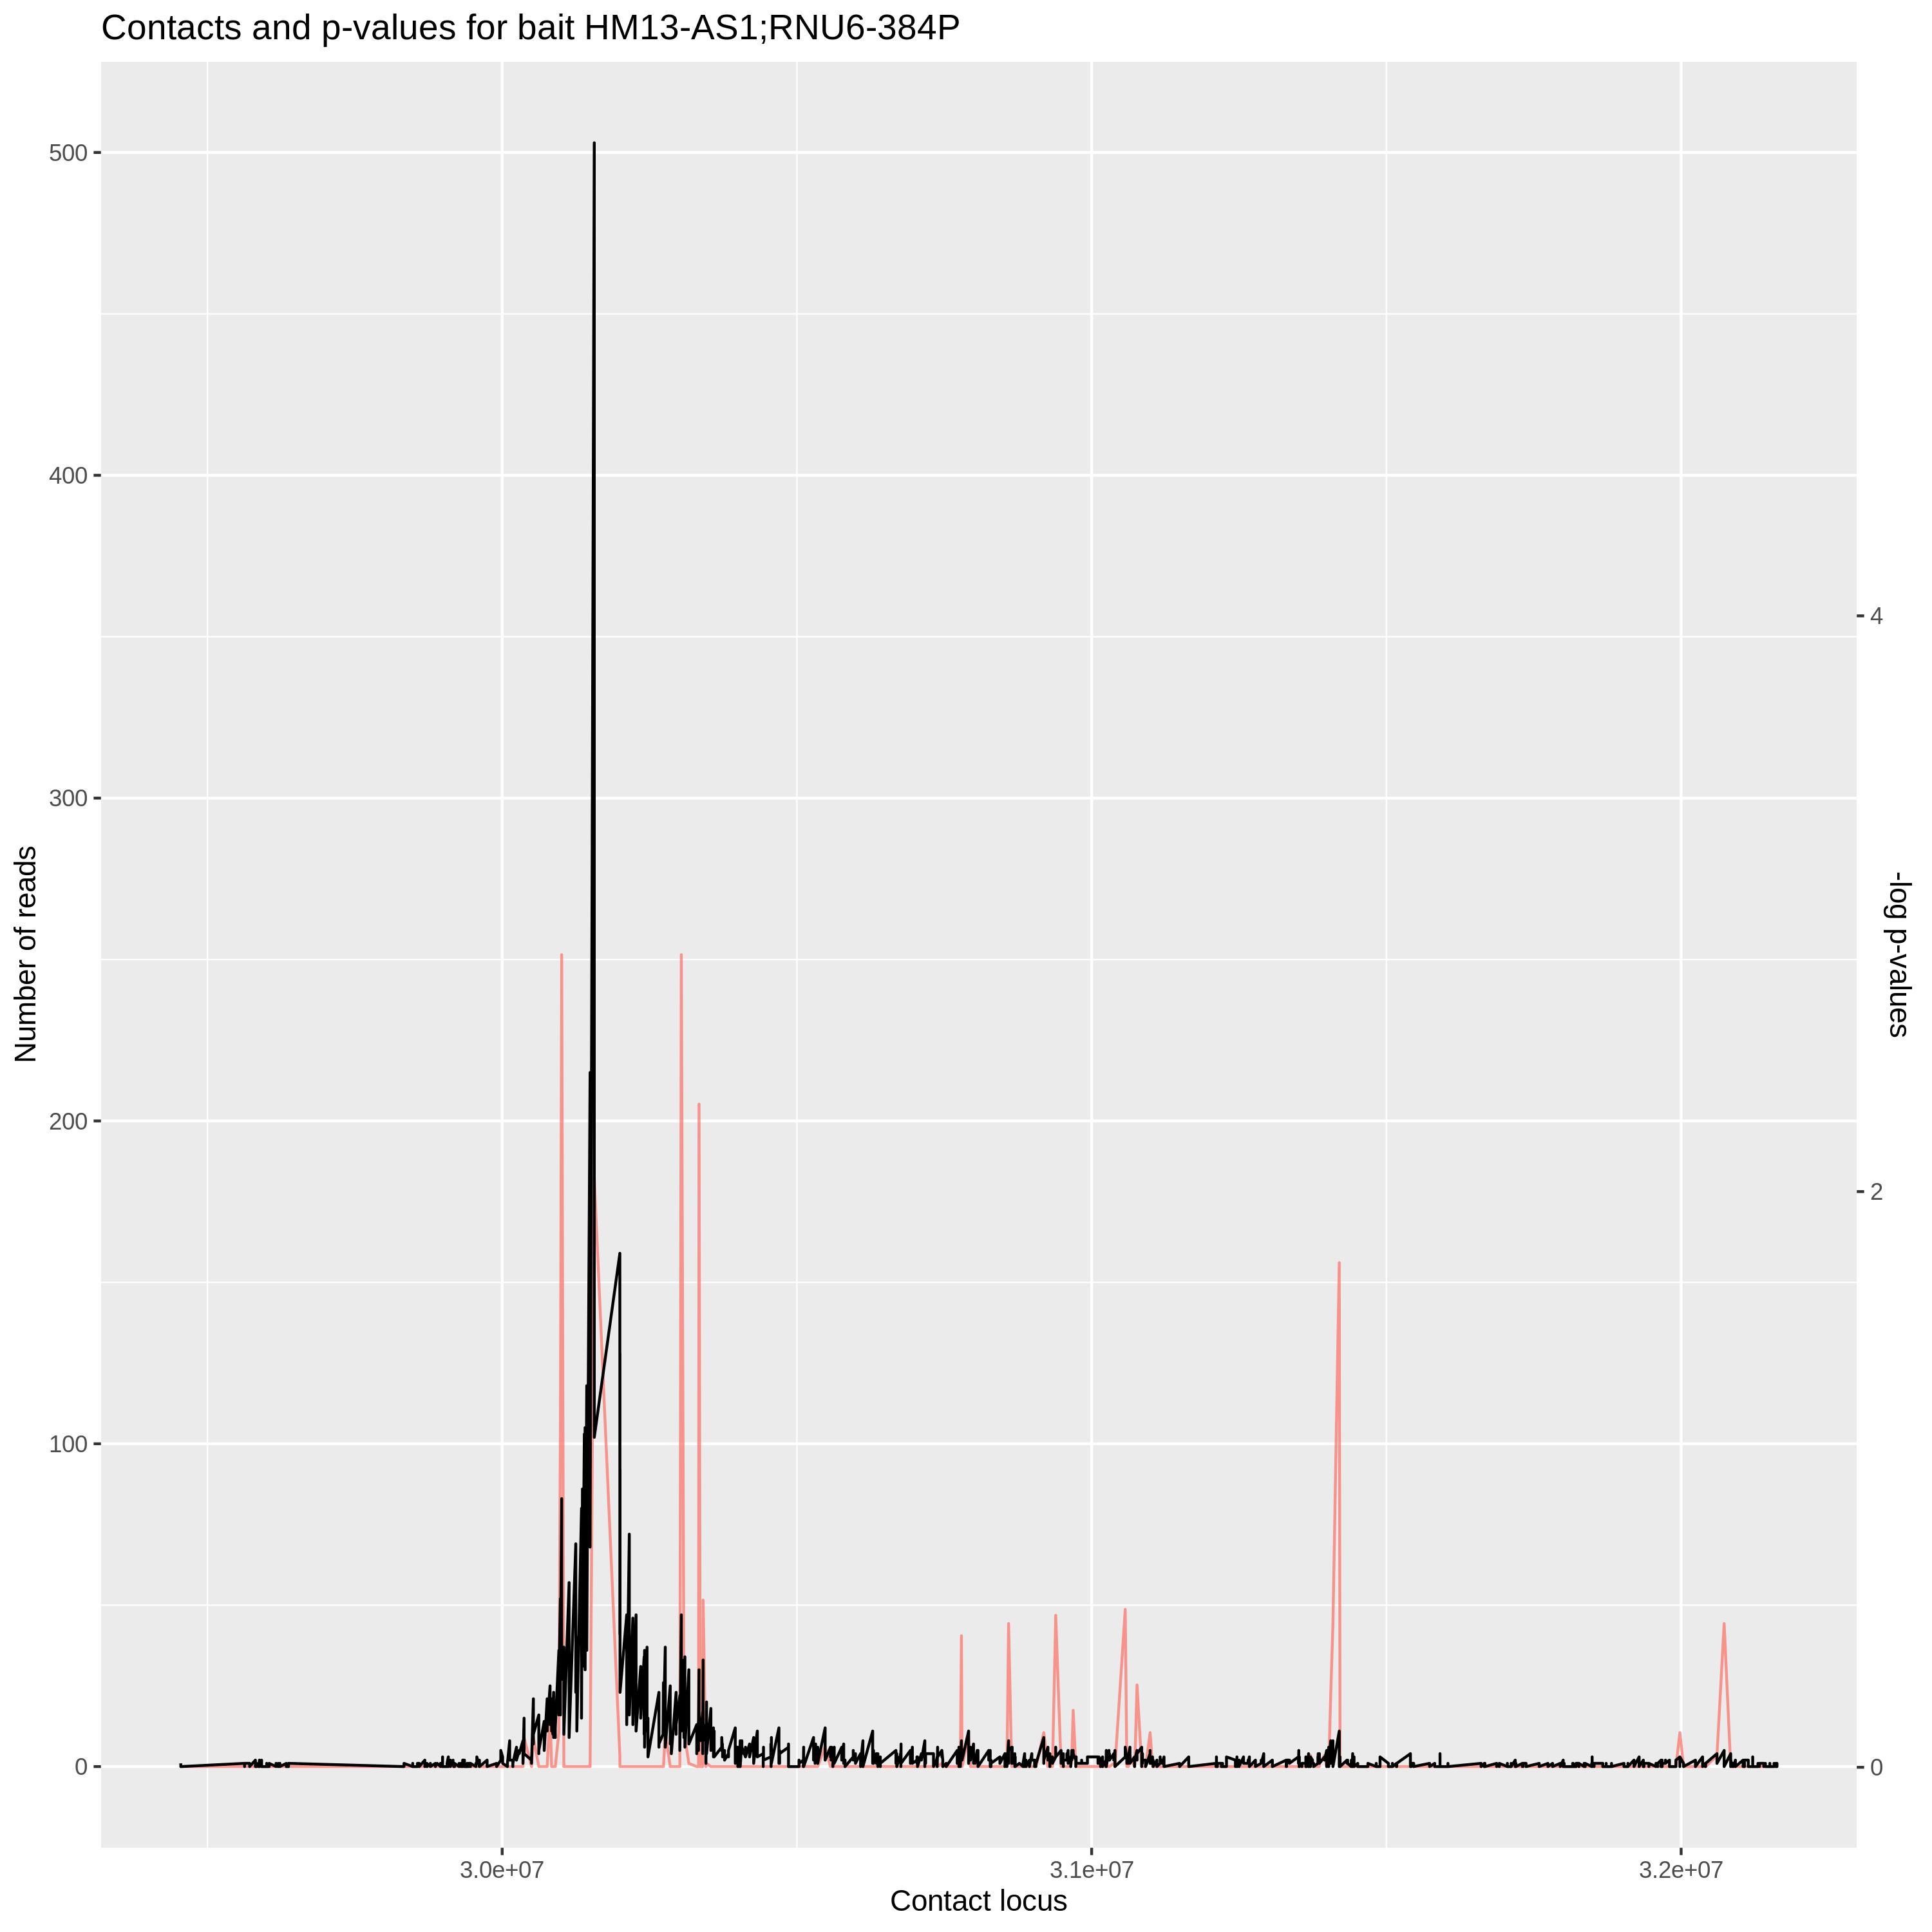 Contacts and p-values for bait HM13-AS1;RNU6-384P
500
400
300
200
100
0
Number of reads
4
2
0
-log p-values
3.0e+07
3.1e+07
3.2e+07
Contact locus